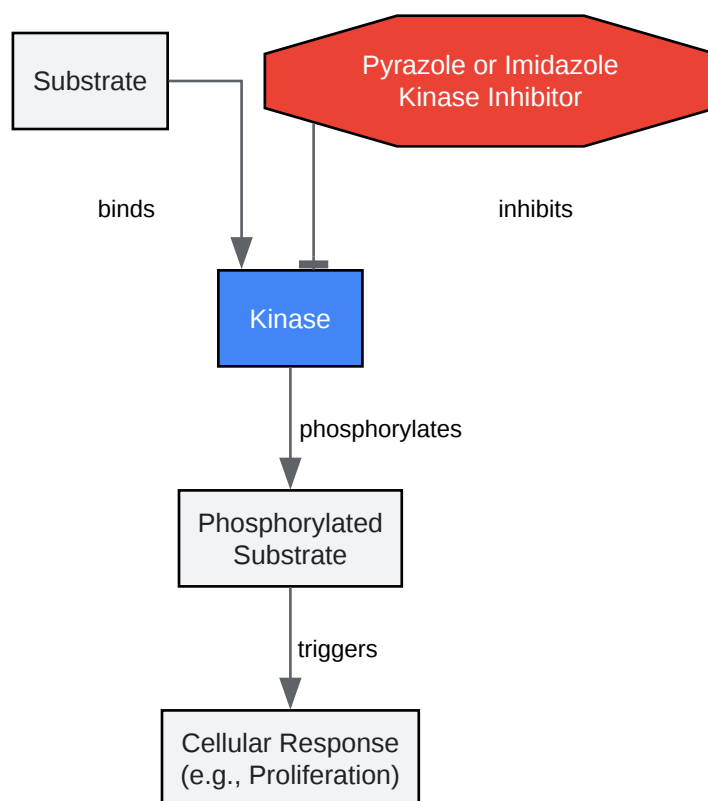 Substrate
Pyrazole or Imidazole
Kinase Inhibitor
binds
inhibits
Kinase
phosphorylates
Phosphorylated
Substrate
triggers
Cellular Response
(e.g., Proliferation)